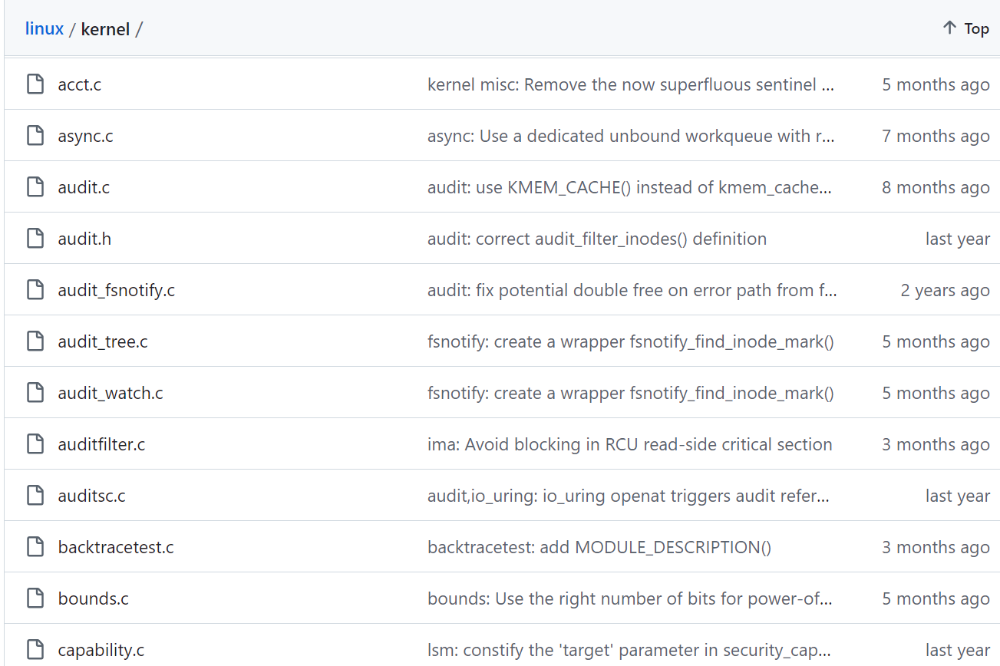 linux / kernel /
Top
acct.c kernel misc: Remove the now superfluous sentinel ... 5 months ago
async.c async: Use a dedicated unbound workqueue with r... 7 months ago
audit.c audit: use KMEM_CACHE() instead of kmem_cache... 8 months ago
audit.h audit: correct audit_filter_inodes() definition last year
audit_fsnotify.c audit: fix potential double free on error path from f... 2 years ago
audit_tree.c fsnotify: create a wrapper fsnotify_find_inode_mark() 5 months ago
audit_watch.c fsnotify: create a wrapper fsnotify_find_inode_mark() 5 months ago
auditfilter.c ima: Avoid blocking in RCU read-side critical section 3 months ago
auditsc.c audit,io_uring: io_uring openat triggers audit refer... last year
backtracetest.c backtracetest: add MODULE_DESCRIPTION() 3 months ago
bounds.c bounds: Use the right number of bits for power-of... 5 months ago
capability.c lsm: constify the 'target' parameter in security_cap... last year